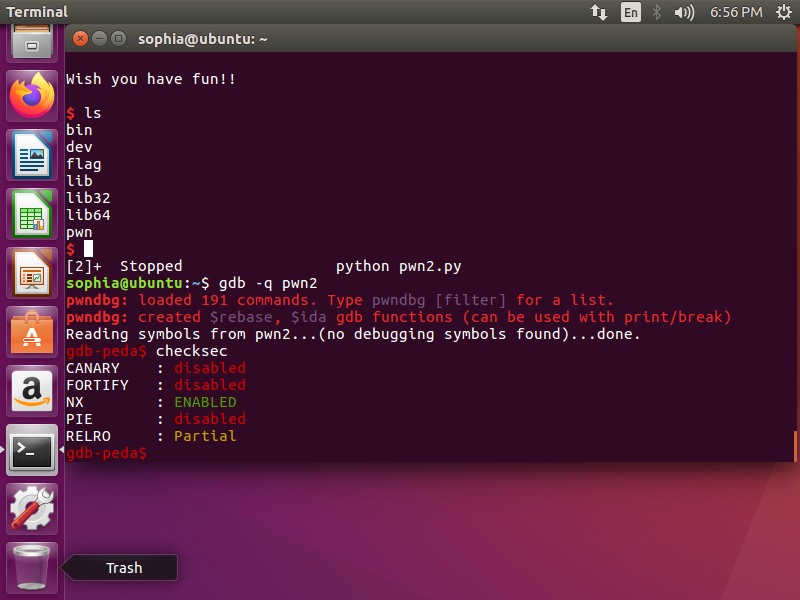 Terminal
En
6:56 PM
sophia@ubuntu: ~
Wish you have fun!!
$ ls
bin
dev
flag
lib
lib32
lib64
pwn
$
[2]+  Stopped                 python pwn2.py
sophia@ubuntu:~$ gdb -q pwn2
pwndbg: loaded 191 commands. Type pwndbg [filter] for a list.
pwndbg: created $rebase, $ida gdb functions (can be used with print/break)
Reading symbols from pwn2...(no debugging symbols found)...done.
gdb-peda$ checksec
CANARY    : disabled
FORTIFY   : disabled
NX        : ENABLED
PIE       : disabled
RELRO     : Partial
gdb-peda$
Trash